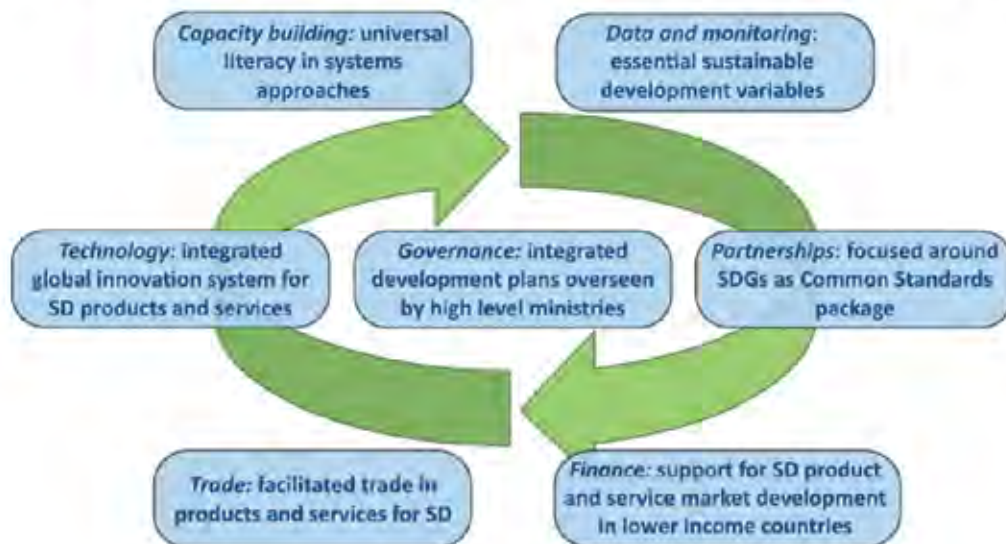 Capacity building: universal
literacy in systems
approaches
Data and monitoring:
essential sustainable
development variables
Technology: integrated
global innovation system for
SD products and services
Governance: integrated
development plans overseen
by high level ministries
Partnerships: focused around
SDGs as Common Standards
package
Trade: facilitated trade in
products and services for SD
Finance: support for SD product
and service market development
in lower income countries